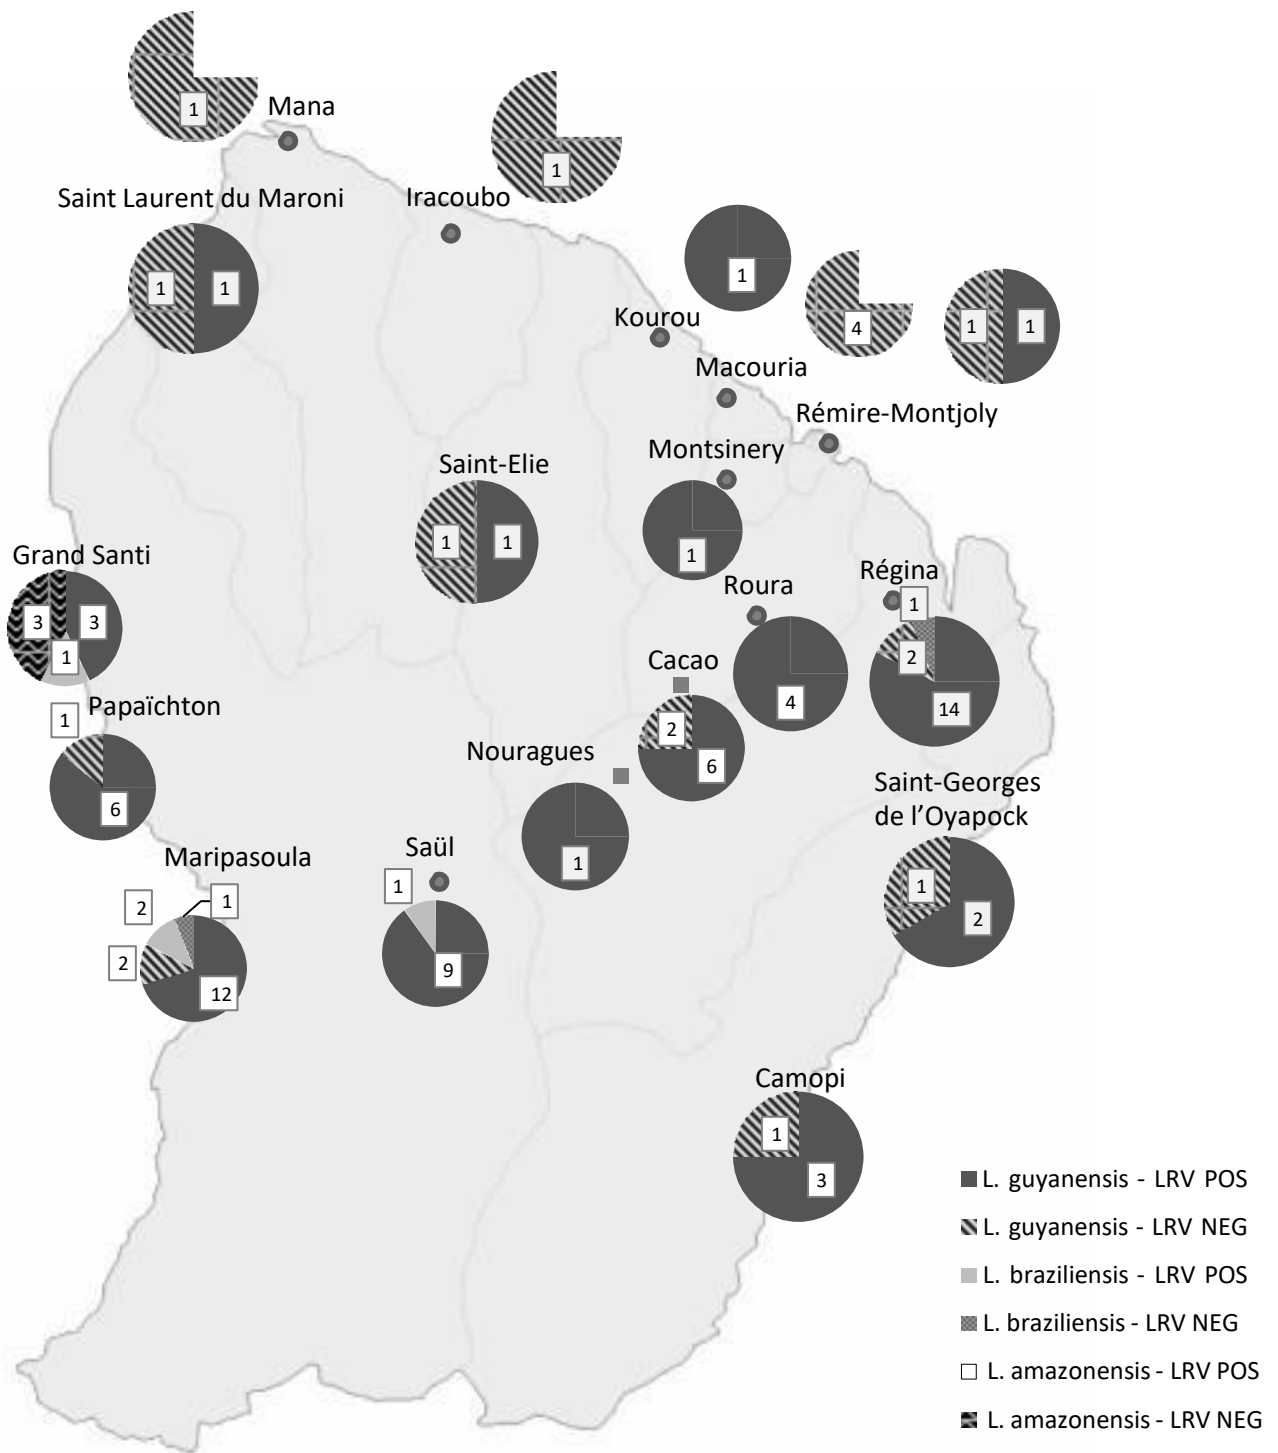 1
Mana
1
Saint Laurent du Maroni
Iracoubo
1
1
1
Kourou
4
1
1
Macouria
Rémire-Montjoly
Saint-Elie
Montsinery
1
1
1
Grand Santi
3
3
1
Roura
Régina
1
2
14
Cacao
4
2
6
1
Papaïchton
6
Nouragues
1
Saint-Georges
de l'Oyapock
1
2
Maripasoula
2
1
2
12
Saül
1
9
Camopi
1
3
L. guyanensis - LRV POS
L. guyanensis - LRV NEG
L. braziliensis - LRV POS
L. braziliensis - LRV NEG
L. amazonensis - LRV POS
L. amazonensis - LRV NEG